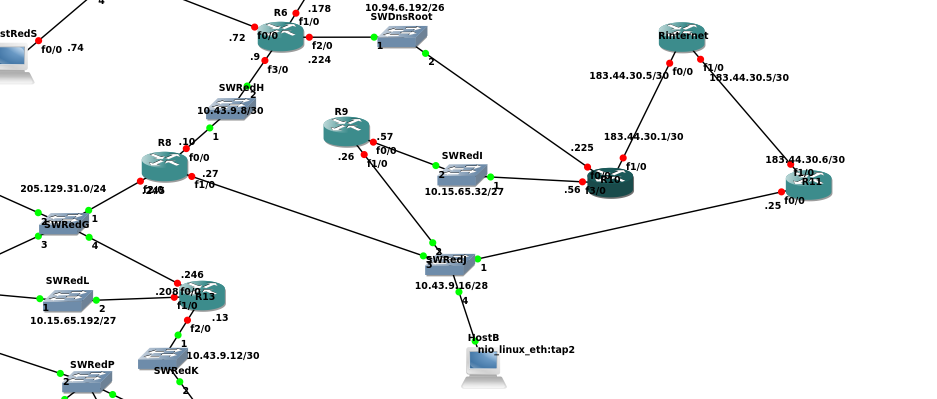 4
stRedS
f0/0
.74
R6
.178
f1/0
.72
f0/0
f2/0
.224
.9
f3/0
10.94.6.192/26
SWDnsRoot
1
2
Rinternet
f0/0
f1/0
183.44.30.5/30
183.44.30.5/30
SWRedH
2
10.43.9.8/30
1
R8
.10
f0/0
.27
f1/0
f2/0
R9
.57
f0/0
.26
f1/0
SWRedI
2
1
10.15.65.32/27
183.44.30.1/30
.225
f1/0
f0/0
R10
.56
f3/0
183.44.30.6/30
f1/0
R11
.25
f0/0
205.129.31.0/24
2
1
SWRedG
3
4
2
SWRedJ
3
1
10.43.9.16/28
4
SWRedL
1
2
10.15.65.192/27
.246
.208
f0/0
R13
f1/0
.13
f2/0
1
10.43.9.12/30
SWRedK
2
SWRedP
2
HostB
nio_linux_eth:tap2